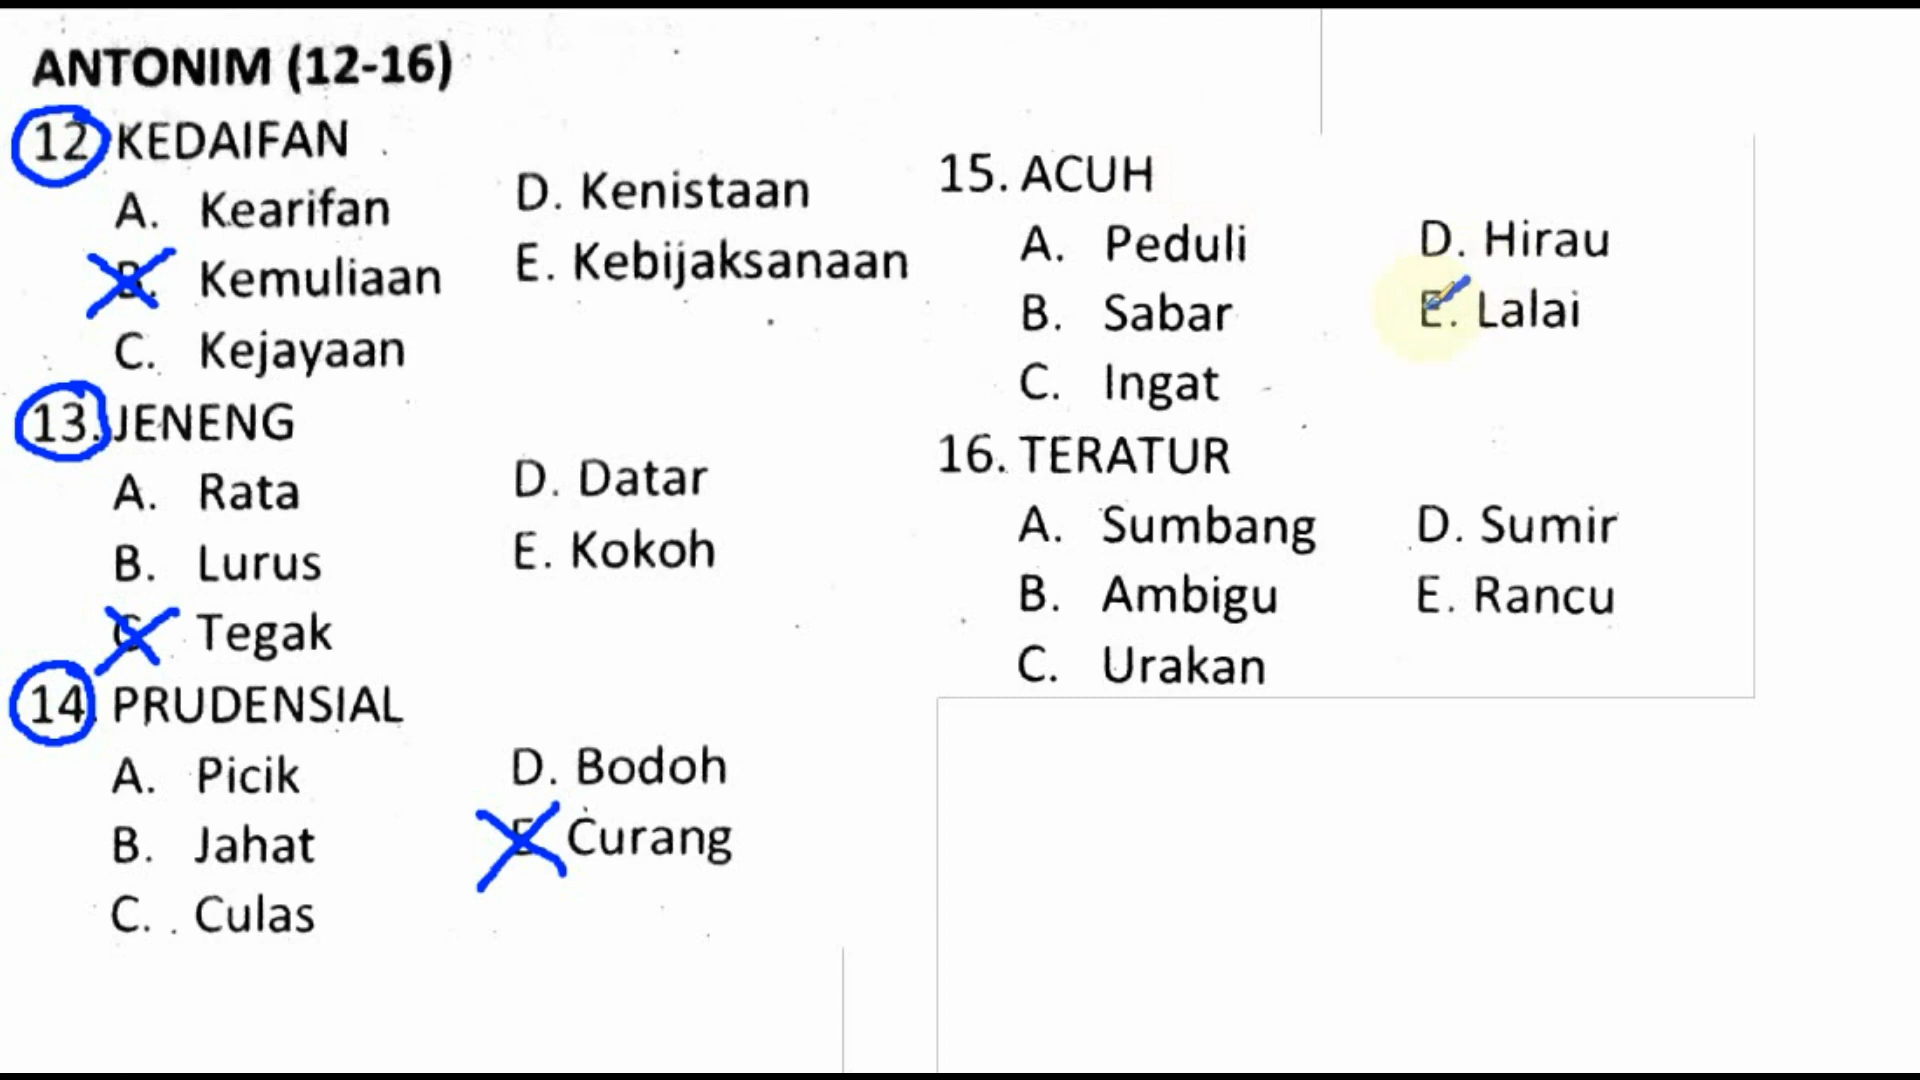 ANTONIM (12-16)
12. KEDAIFAN
A. Kearifan
B. Kemuliaan
C. Kejayaan
D. Kenistaan
E. Kebijaksanaan
13. JENENG
A. Rata
B. Lurus
C. Tegak
D. Datar
E. Kokoh
14. PRUDENSIAL
A. Picik
B. Jahat
C. Culas
D. Bodoh
E. Curang
15. ACUH
A. Peduli
B. Sabar
C. Ingat
D. Hirau
E. Lalai
16. TERATUR
A. Sumbang
B. Ambigu
C. Urakan
D. Sumir
E. Rancu